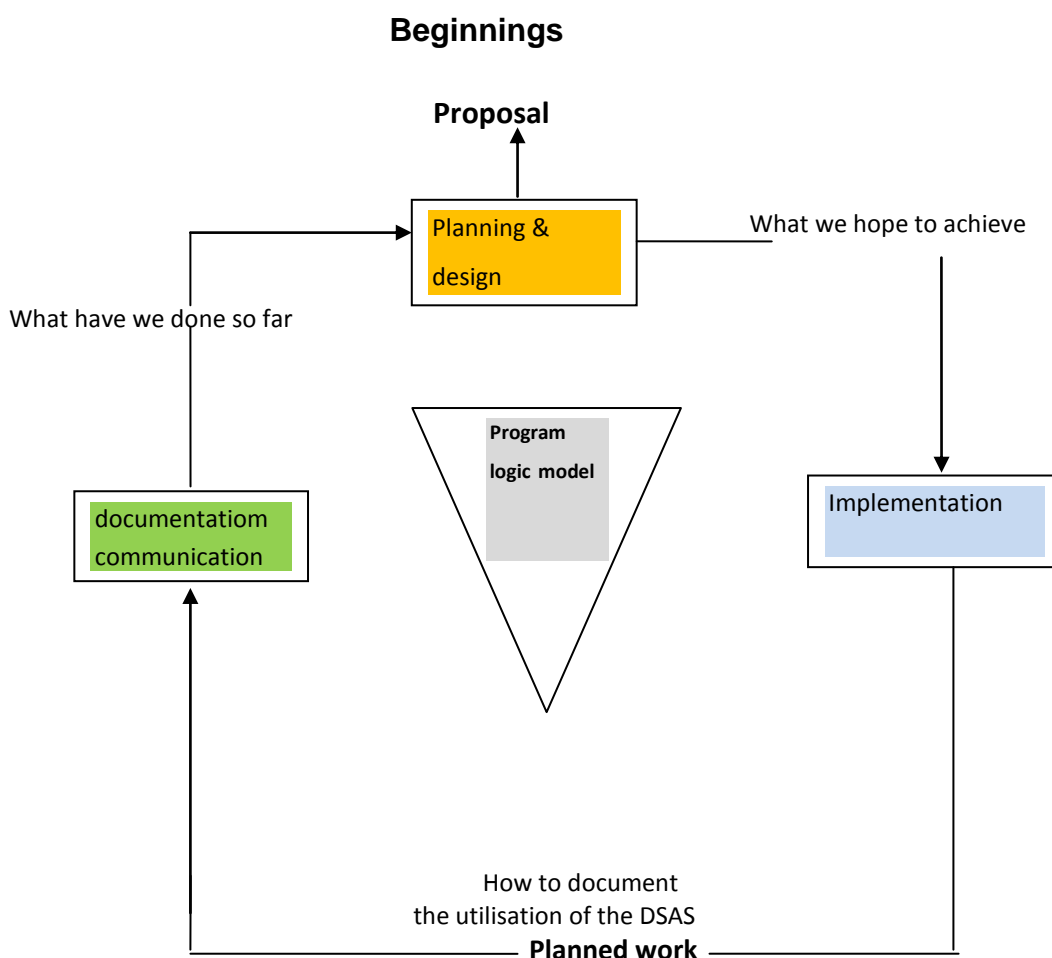 Beginnings
Proposal
Planning &
design
What we hope to achieve
What have we done so far
Program
logic model
documentatiom
communication
Implementation
How to document
the utilisation of the DSAS
Planned work